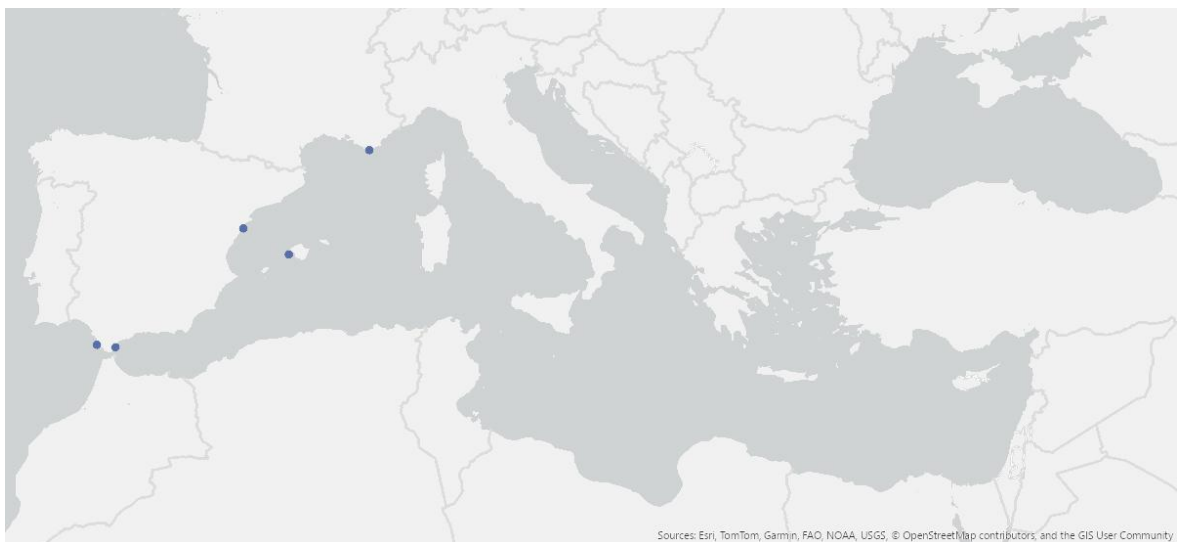 Sources: Esri, TomTom, Garmin, FAO, NOAA, USGS, © OpenStreetMap contributors, and the GIS User Community